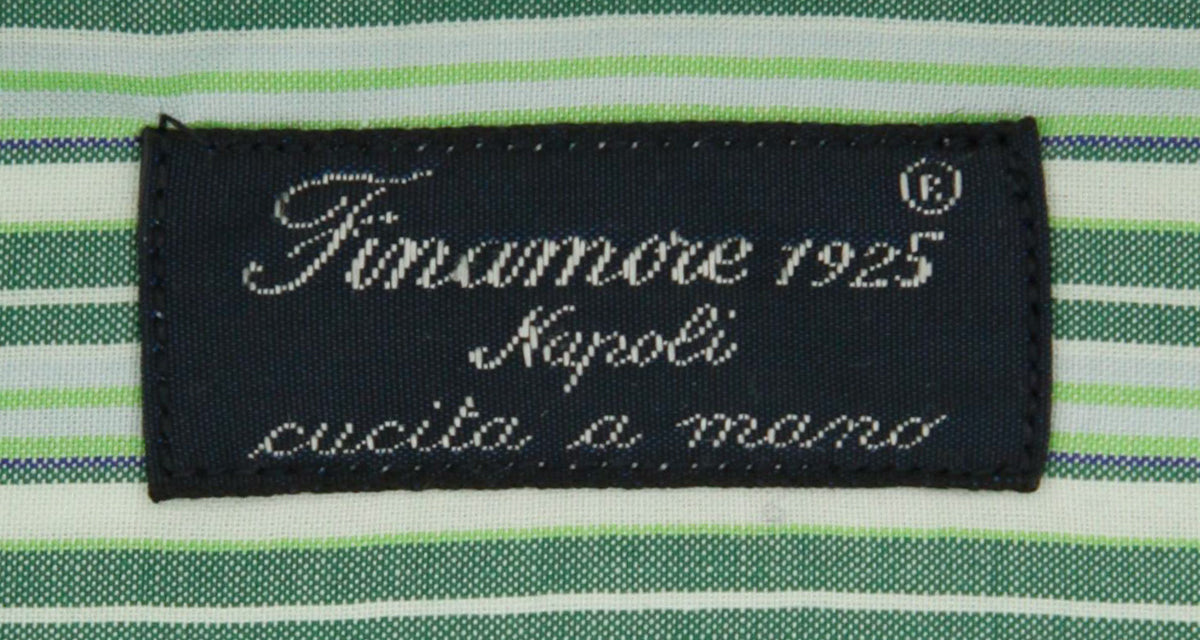 Finamore 1925 ®
Napoli
cucita a mano